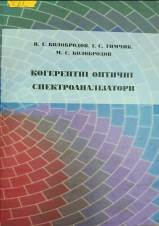 В. Г. КОЛОБРОДОВ, Г. С. ТИМЧИК,
М. С. КОЛОБРОДОВ
КОГЕРЕНТНІ ОПТИЧНІ
СПЕКТРОАНАЛІЗАТОРИ